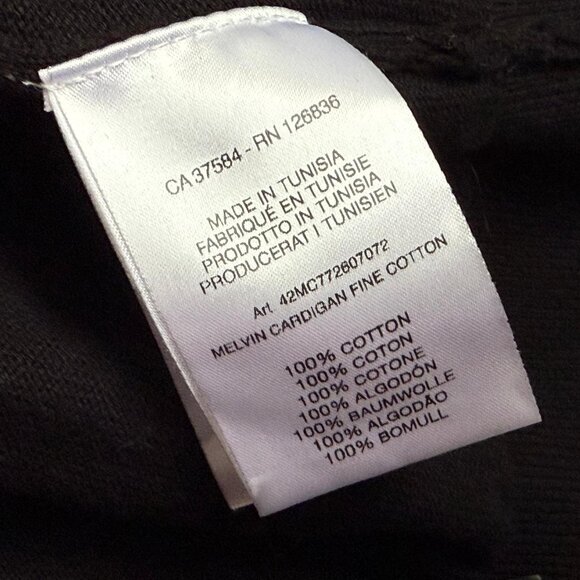 CA 37584 - RN 126836
MADE IN TUNISIA
FABRIQUÉ EN TUNISIE
PRODOTTO IN TUNISIA
PRODUCERAT I TUNISIEN
Art. 42MC772607072
MELVIN CARDIGAN FINE COTTON
100% COTTON
100% COTON
100% COTONE
100% ALGODÓN
100% BAUMWOLLE
100% ALGODÃO
100% BOMULL